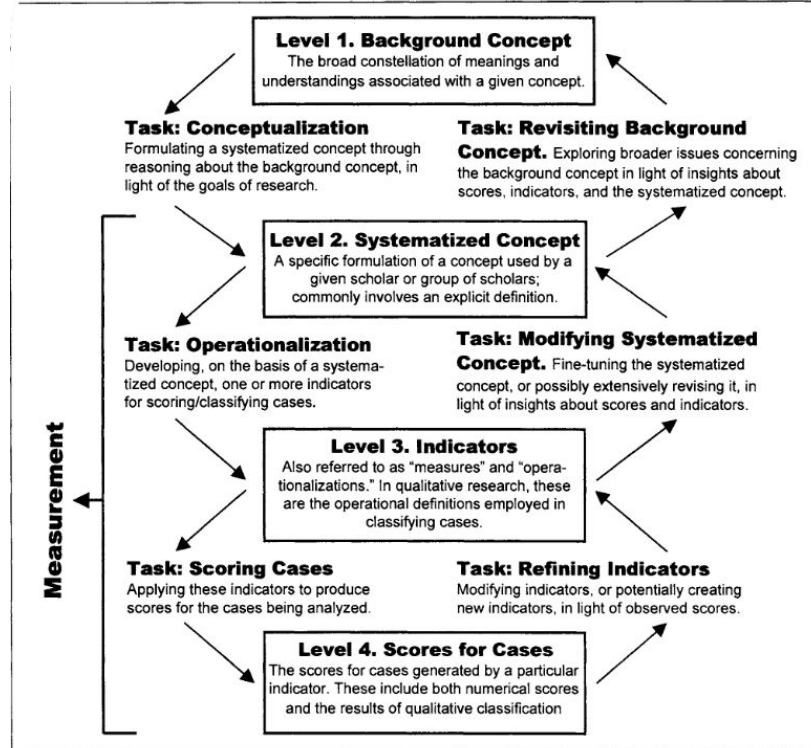 Level 1. Background Concept
The broad constellation of meanings and
understandings associated with a given concept.
Task: Conceptualization
Formulating a systematized concept through
reasoning about the background concept, in
light of the goals of research.
Task: Revisiting Background
Concept. Exploring broader issues concerning
the background concept in light of insights about
scores, indicators, and the systematized concept.
Level 2. Systematized Concept
A specific formulation of a concept used by a
given scholar or group of scholars;
commonly involves an explicit definition.
Task: Operationalization
Developing, on the basis of a systema-
tized concept, one or more indicators
for scoring/classifying cases.
Task: Modifying Systematized
Concept. Fine-tuning the systematized
concept, or possibly extensively revising it, in
light of insights about scores and indicators.
Measurement
Level 3. Indicators
Also referred to as “measures” and “opera-
tionalizations.” In qualitative research, these
are the operational definitions employed in
classifying cases.
Task: Scoring Cases
Applying these indicators to produce
scores for the cases being analyzed.
Task: Refining Indicators
Modifying indicators, or potentially creating
new indicators, in light of observed scores.
Level 4. Scores for Cases
The scores for cases generated by a particular
indicator. These include both numerical scores
and the results of qualitative classification